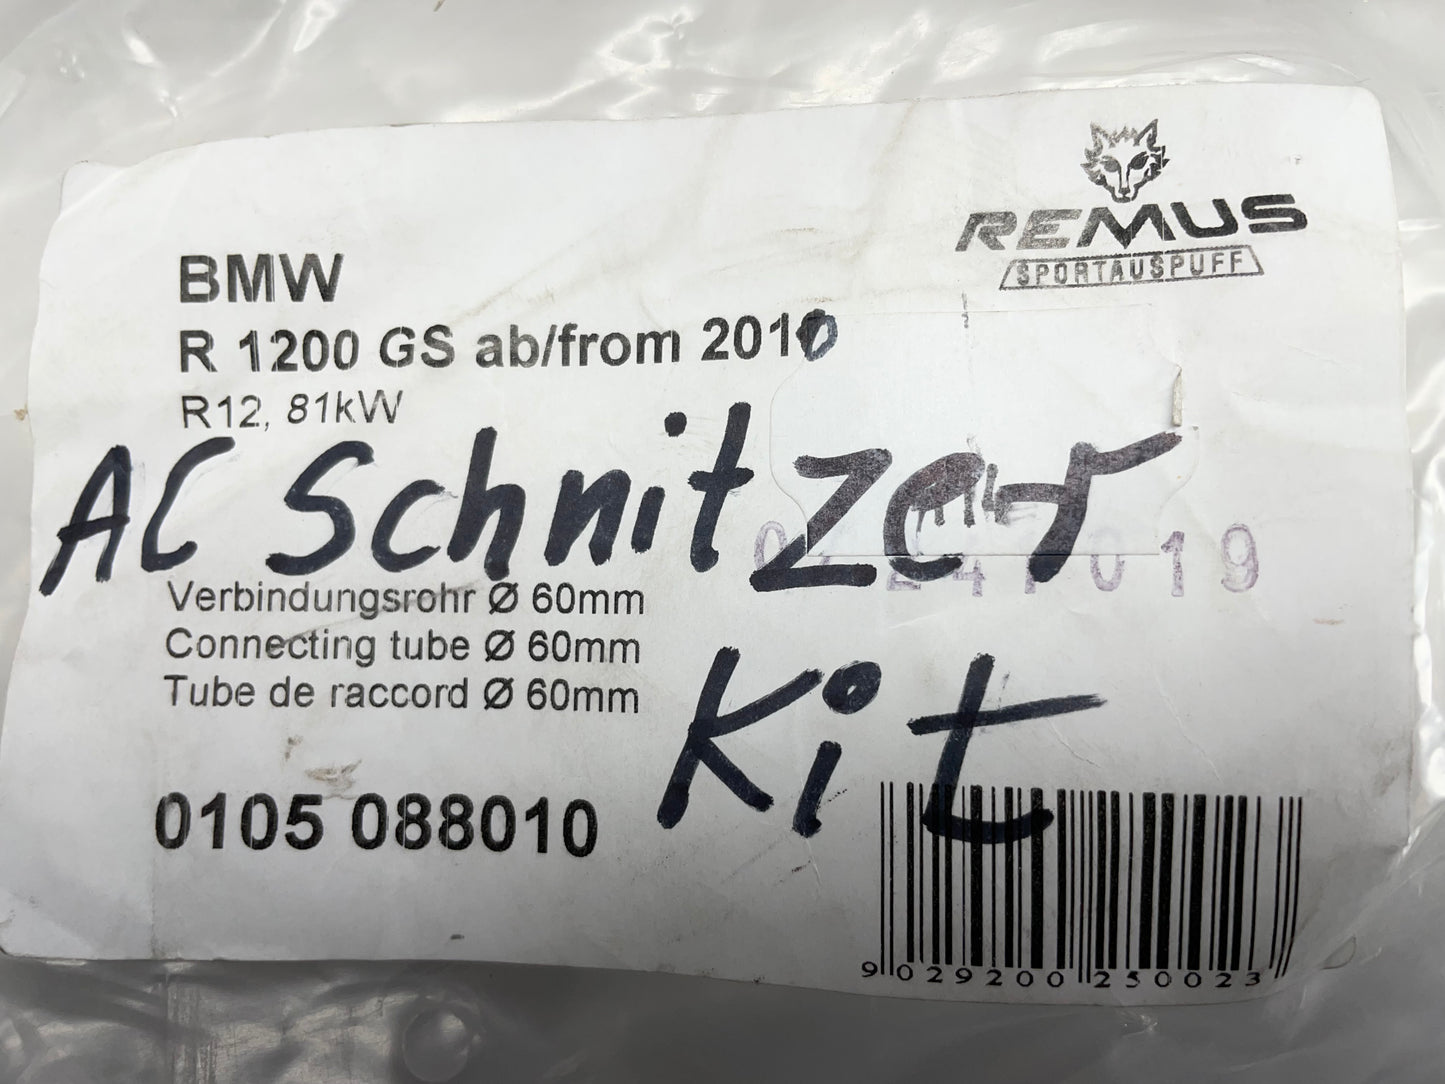 REMUS
SPORTAUSPUFF
BMW
R 1200 GS ab/from 2010
R12, 81kW
AC Schnitzer
019
Verbindungsrohr Ø 60mm
Connecting tube Ø 60mm
Tube de raccord Ø 60mm
Kit
0105 088010
9 029200 250023